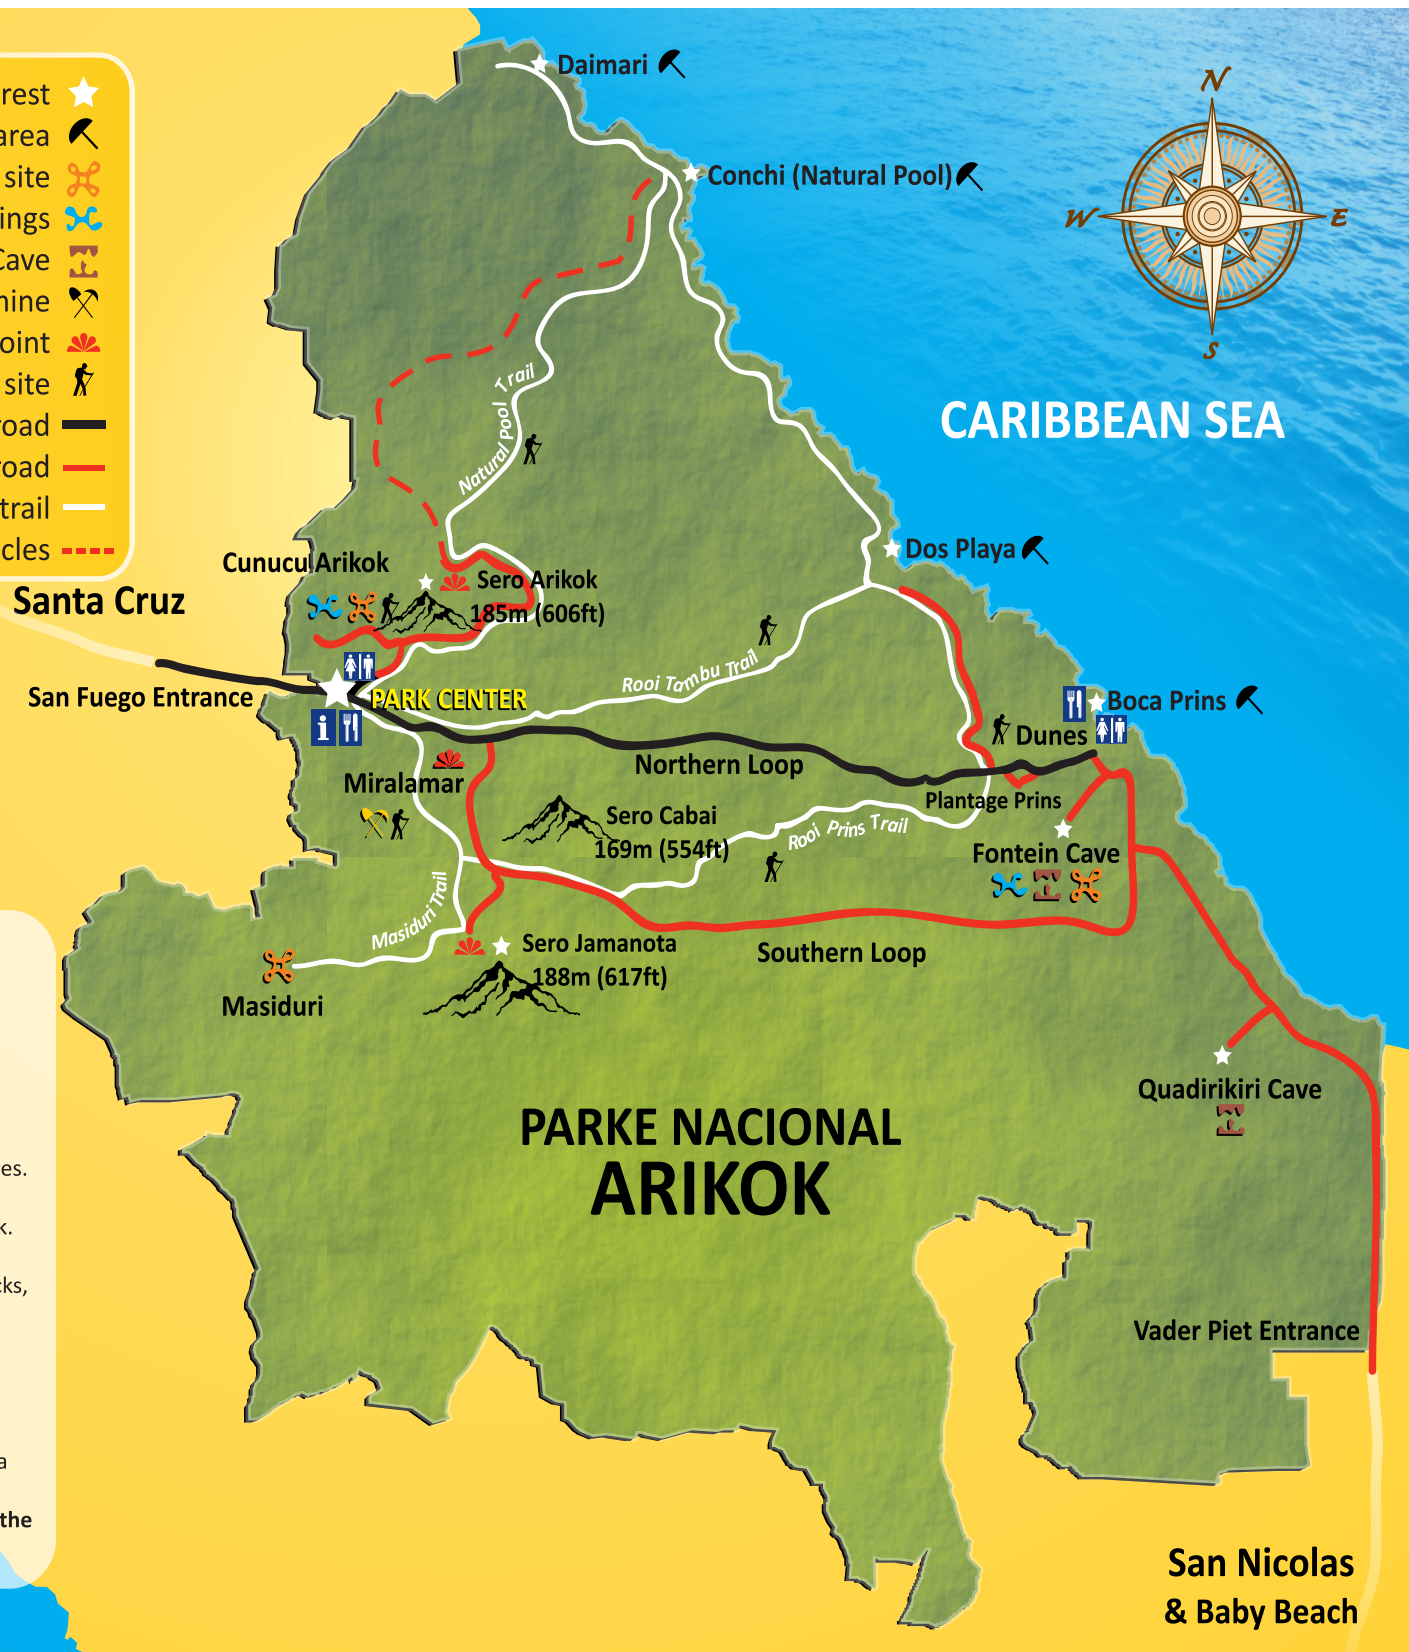 rest
area
site
ings
Cave
mine
oint
site
road
road
trail
cles
Daimari
Conchi (Natural Pool)
N
W
E
S
CARIBBEAN SEA
Natural Pool Trail
Cunucu Arikok
Dos Playa
Sero Arikok
185m (606ft)
Santa Cruz
Rooi Tambu Trail
San Fuego Entrance
PARK CENTER
i
Boca Prins
Dunes
Northern Loop
Miralamar
Plantage Prins
Sero Cabai
169m (554ft)
Rooi Prins Trail
Fontein Cave
Masiduri Trail
Sero Jamanota
188m (617ft)
Southern Loop
Masiduri
Quadirikiri Cave
PARKE NACIONAL
ARIKOK
es.
k.
cks,
Vader Piet Entrance
a
the
San Nicolas
& Baby Beach